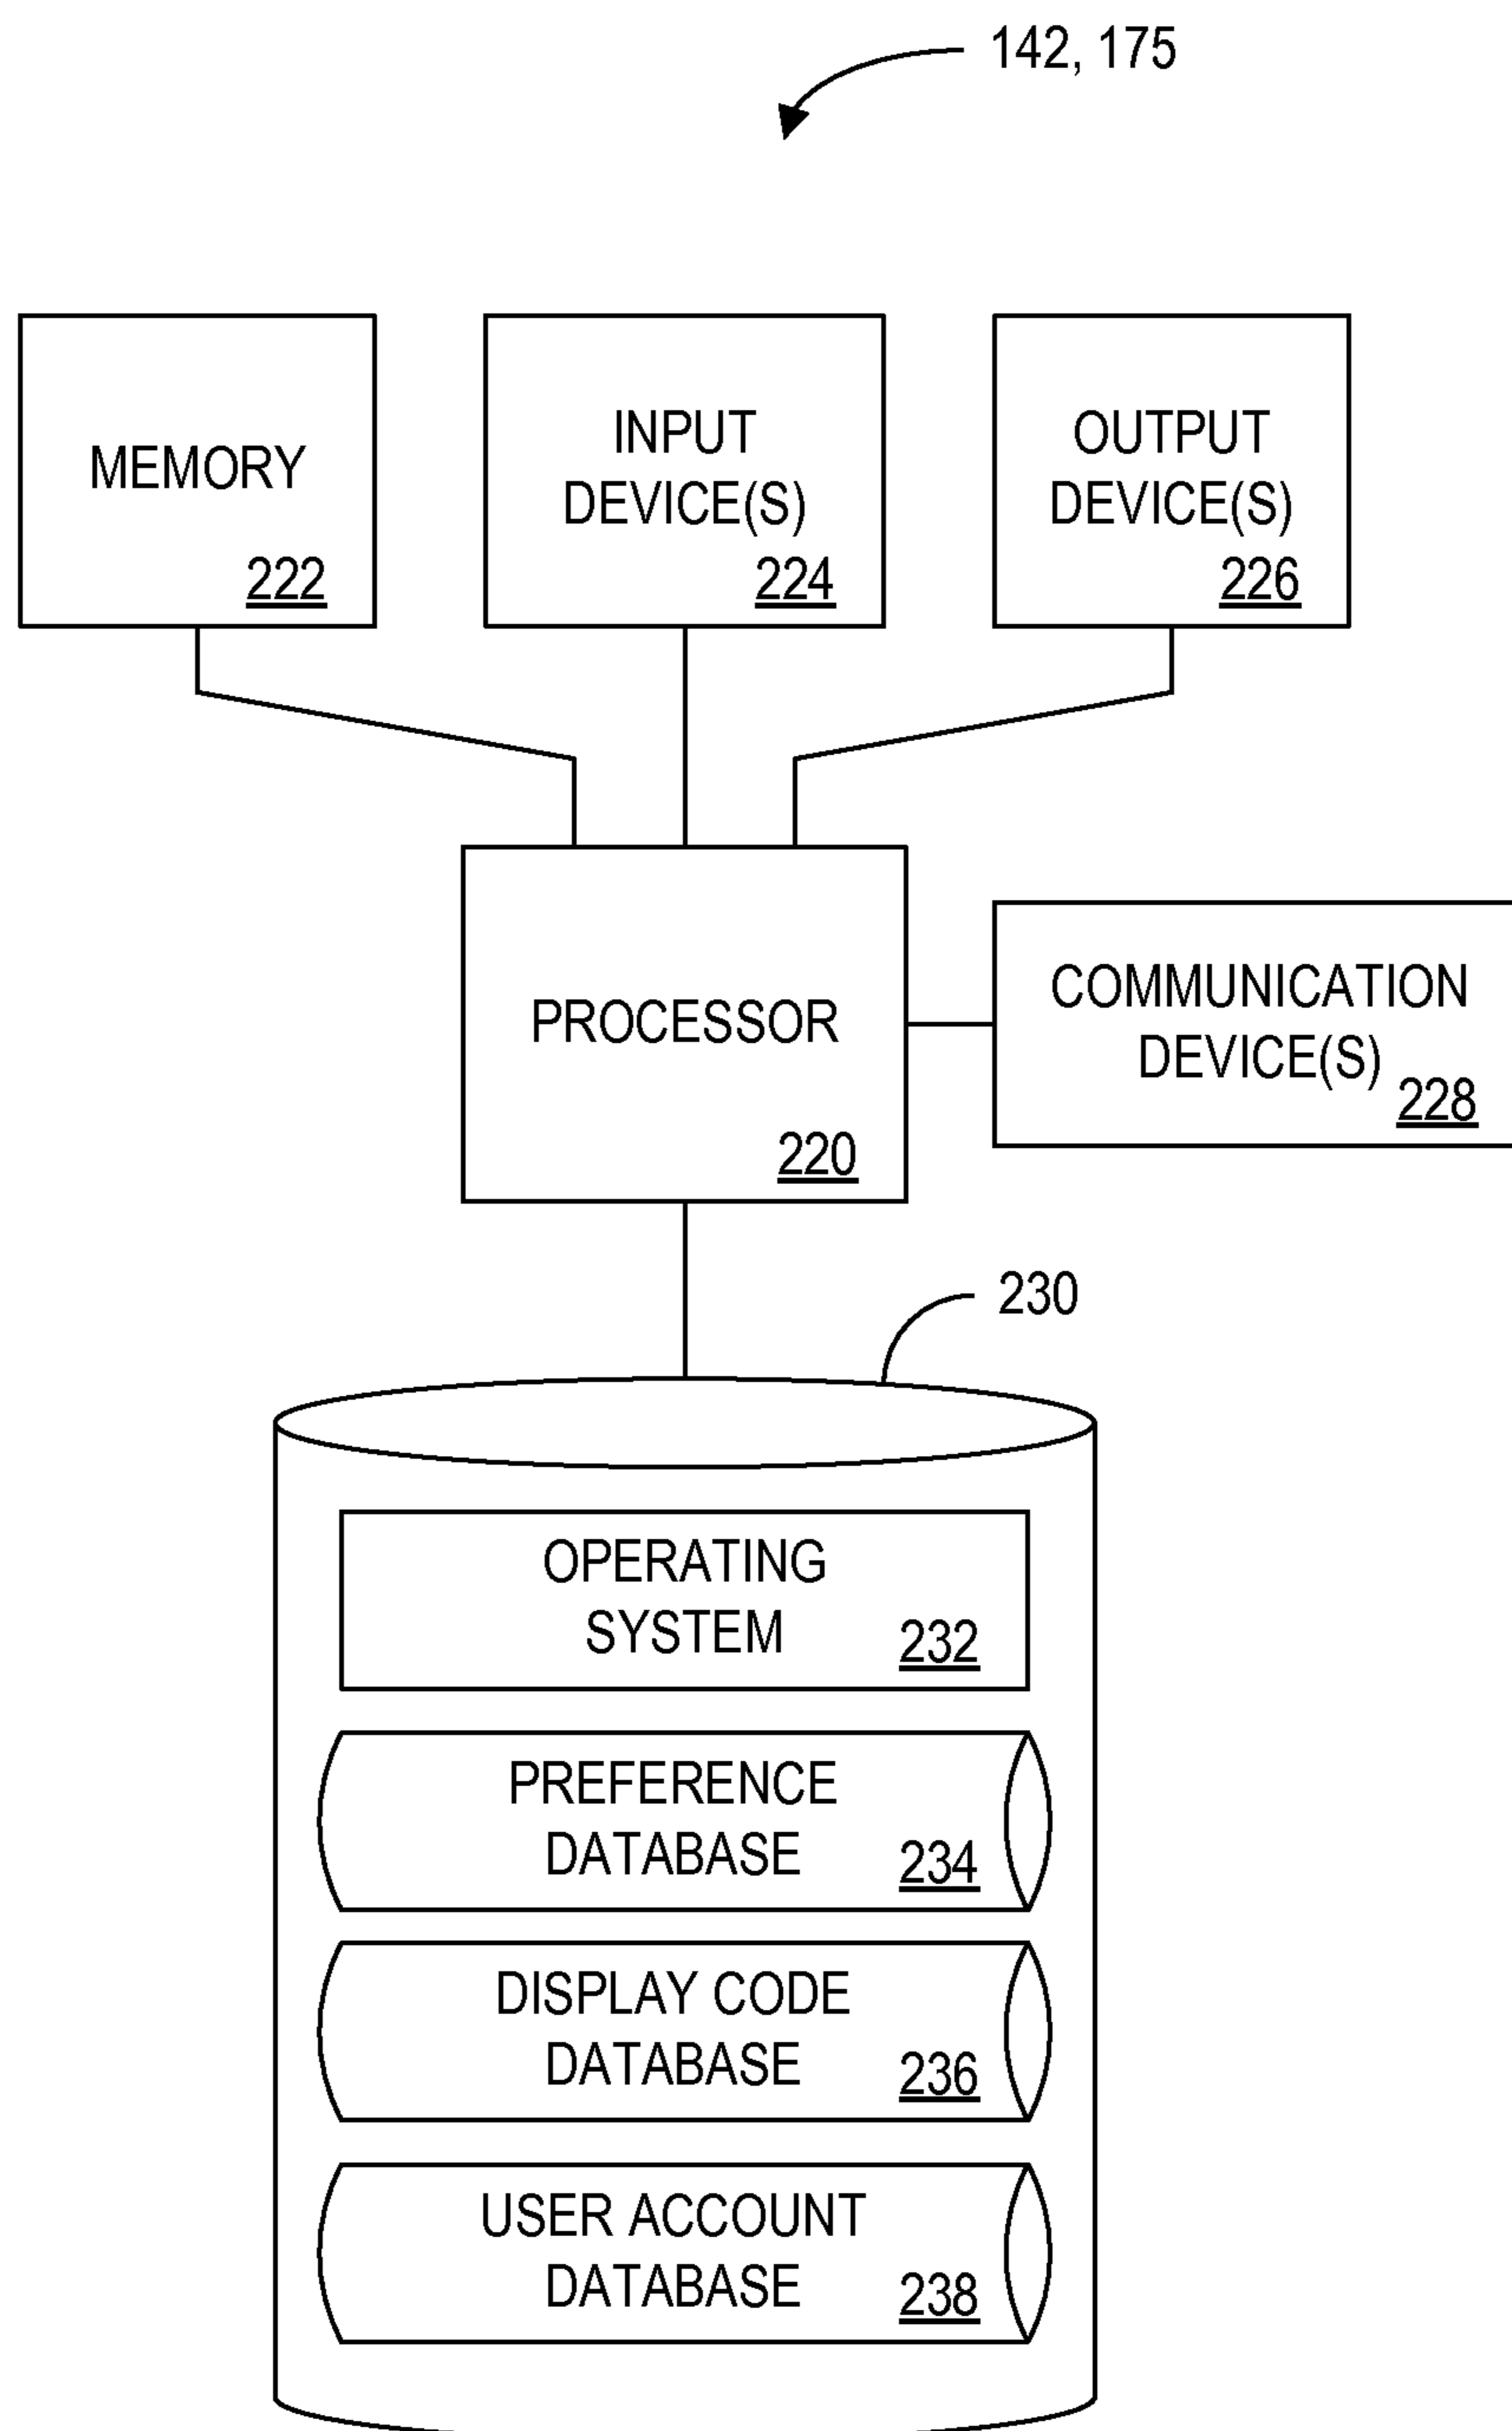 142, 175
MEMORY
222
INPUT
DEVICE(S)
224
OUTPUT
DEVICE(S)
226
PROCESSOR
220
COMMUNICATION
DEVICE(S)
228
230
OPERATING
SYSTEM
232
PREFERENCE
DATABASE
234
DISPLAY CODE
DATABASE
236
USER ACCOUNT
DATABASE
238